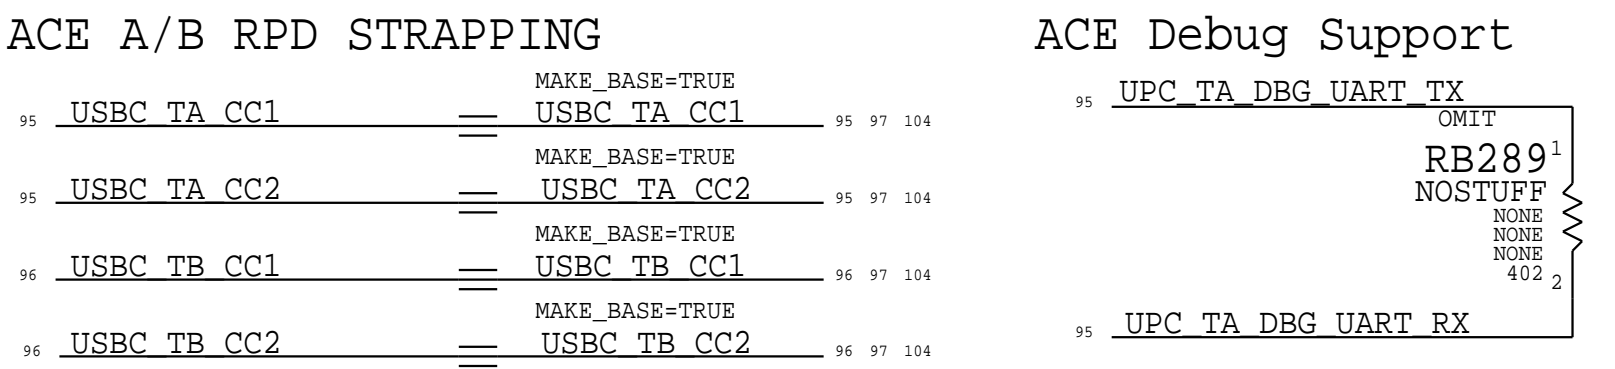 ACE A/B RPD STRAPPING
MAKE_BASE=TRUE
95 USBC_TA_CC1 USBC_TA_CC1 95 97 104
MAKE_BASE=TRUE
95 USBC_TA_CC2 USBC_TA_CC2 95 97 104
MAKE_BASE=TRUE
96 USBC_TB_CC1 USBC_TB_CC1 96 97 104
MAKE_BASE=TRUE
96 USBC_TB_CC2 USBC_TB_CC2 96 97 104
ACE Debug Support
95 UPC_TA_DBG_UART_TX
OMIT
RB289 1
NOSTUFF
NONE
NONE
NONE
402 2
95 UPC_TA_DBG_UART_RX